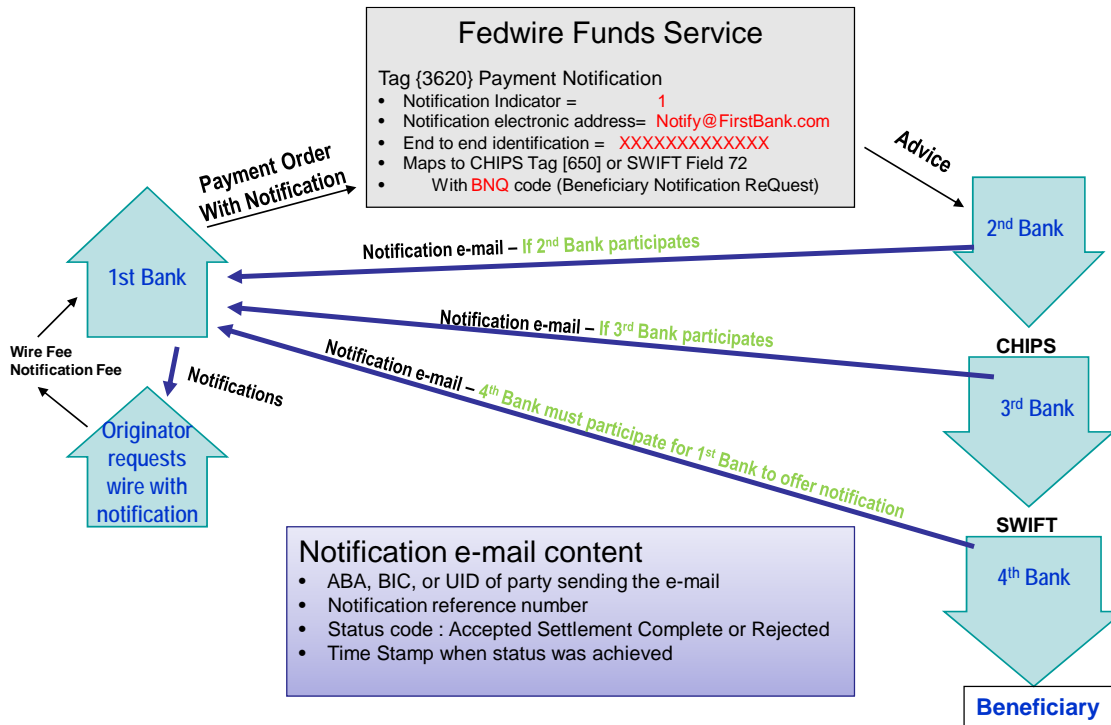 Fedwire Funds Service
Tag {3620} Payment Notification
• Notification Indicator = 1
• Notification electronic address= Notify@FirstBank.com
• End to end identification = XXXXXXXXXXXXX
• Maps to CHIPS Tag [650] or SWIFT Field 72
• With BNQ code (Beneficiary Notification ReQuest)
Payment Order
With Notification
Advice
2nd Bank
Notification e-mail – If 2nd Bank participates
1st Bank
Notification e-mail – If 3rd Bank participates
CHIPS
3rd Bank
Notification e-mail – 4th Bank must participate for 1st Bank to offer notification
Wire Fee
Notification Fee
Notifications
Originator
requests
wire with
notification
SWIFT
4th Bank
Notification e-mail content
• ABA, BIC, or UID of party sending the e-mail
• Notification reference number
• Status code : Accepted Settlement Complete or Rejected
• Time Stamp when status was achieved
Beneficiary